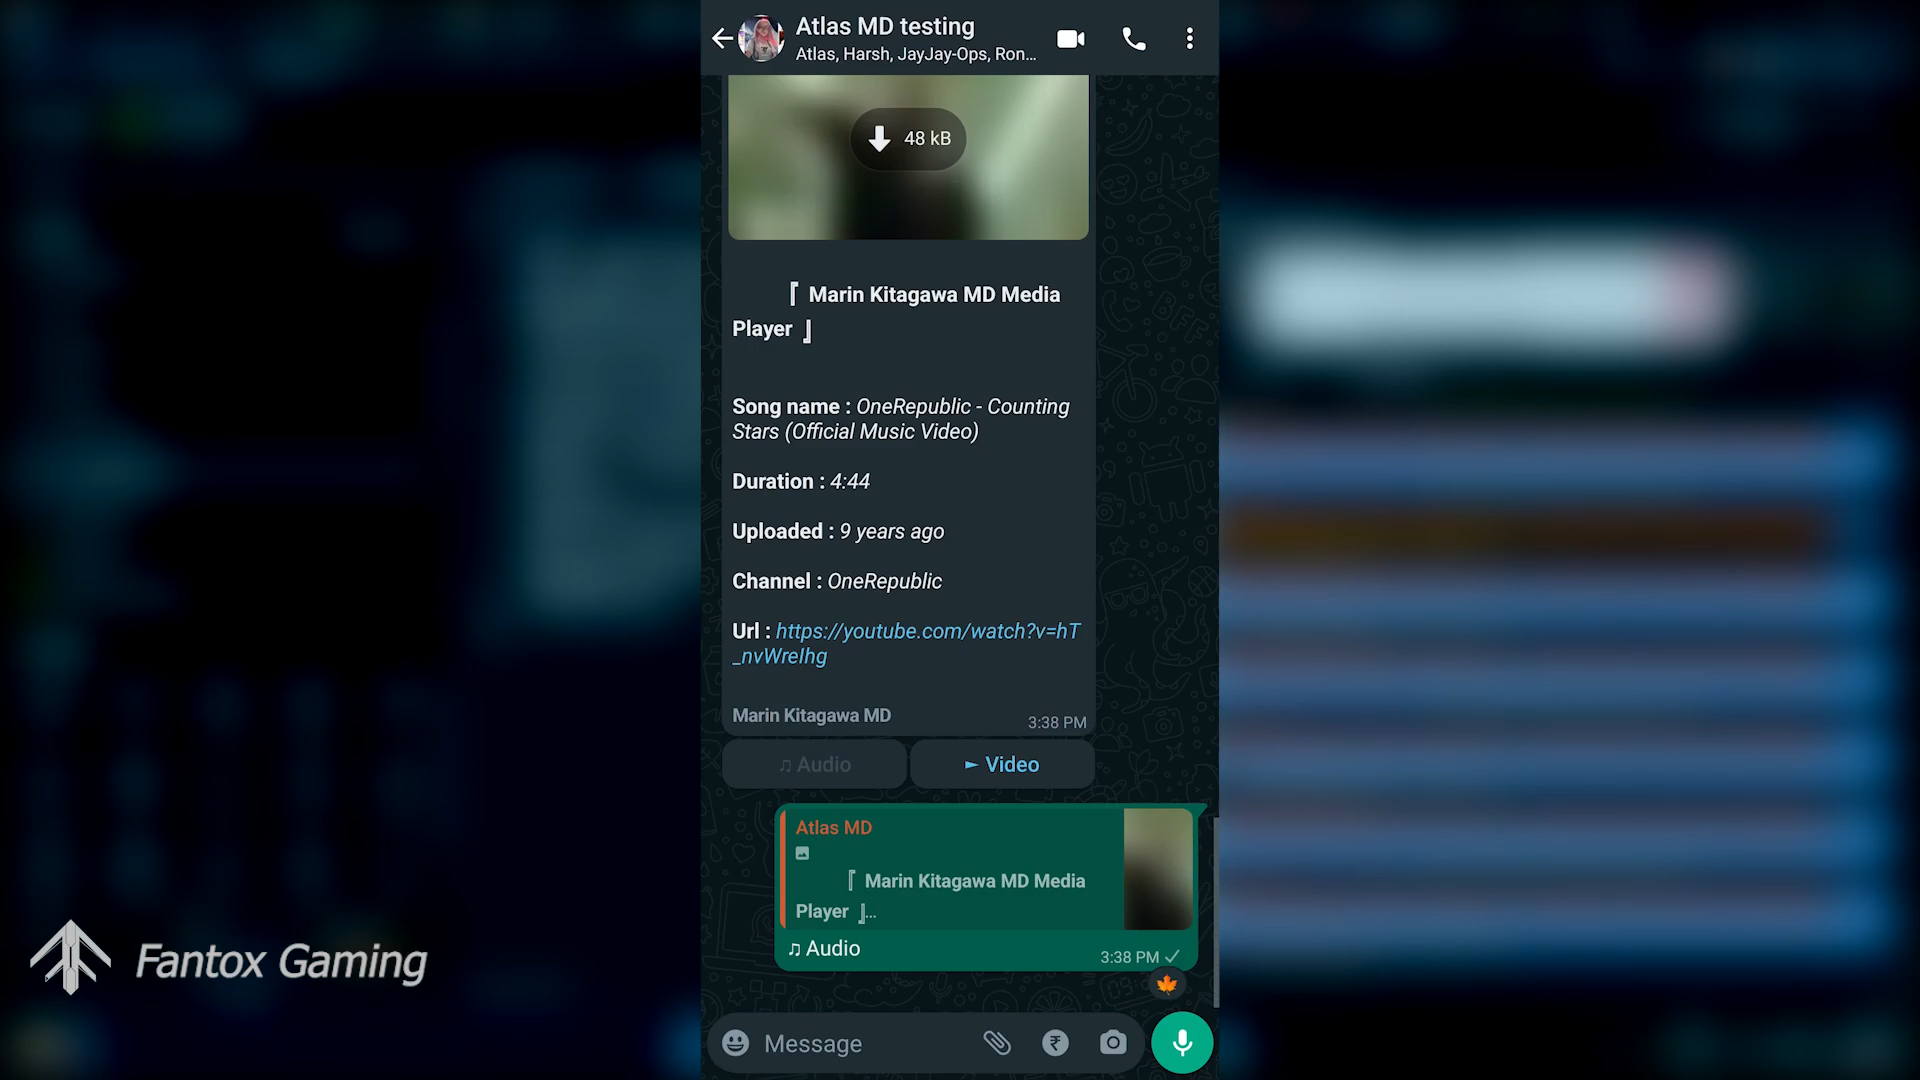 Atlas MD testing
Atlas, Harsh, JayJay-Ops, Ron...
48 kB
『 Marin Kitagawa MD Media
Player 』
Song name : OneRepublic - Counting
Stars (Official Music Video)
Duration : 4:44
Uploaded : 9 years ago
Channel : OneRepublic
Url : https://youtube.com/watch?v=hT
_nvWreIhg
Marin Kitagawa MD
3:38 PM
♫ Audio
► Video
Atlas MD
『 Marin Kitagawa MD Media
Player 』...
♫ Audio
3:38 PM
Message
Fantox Gaming